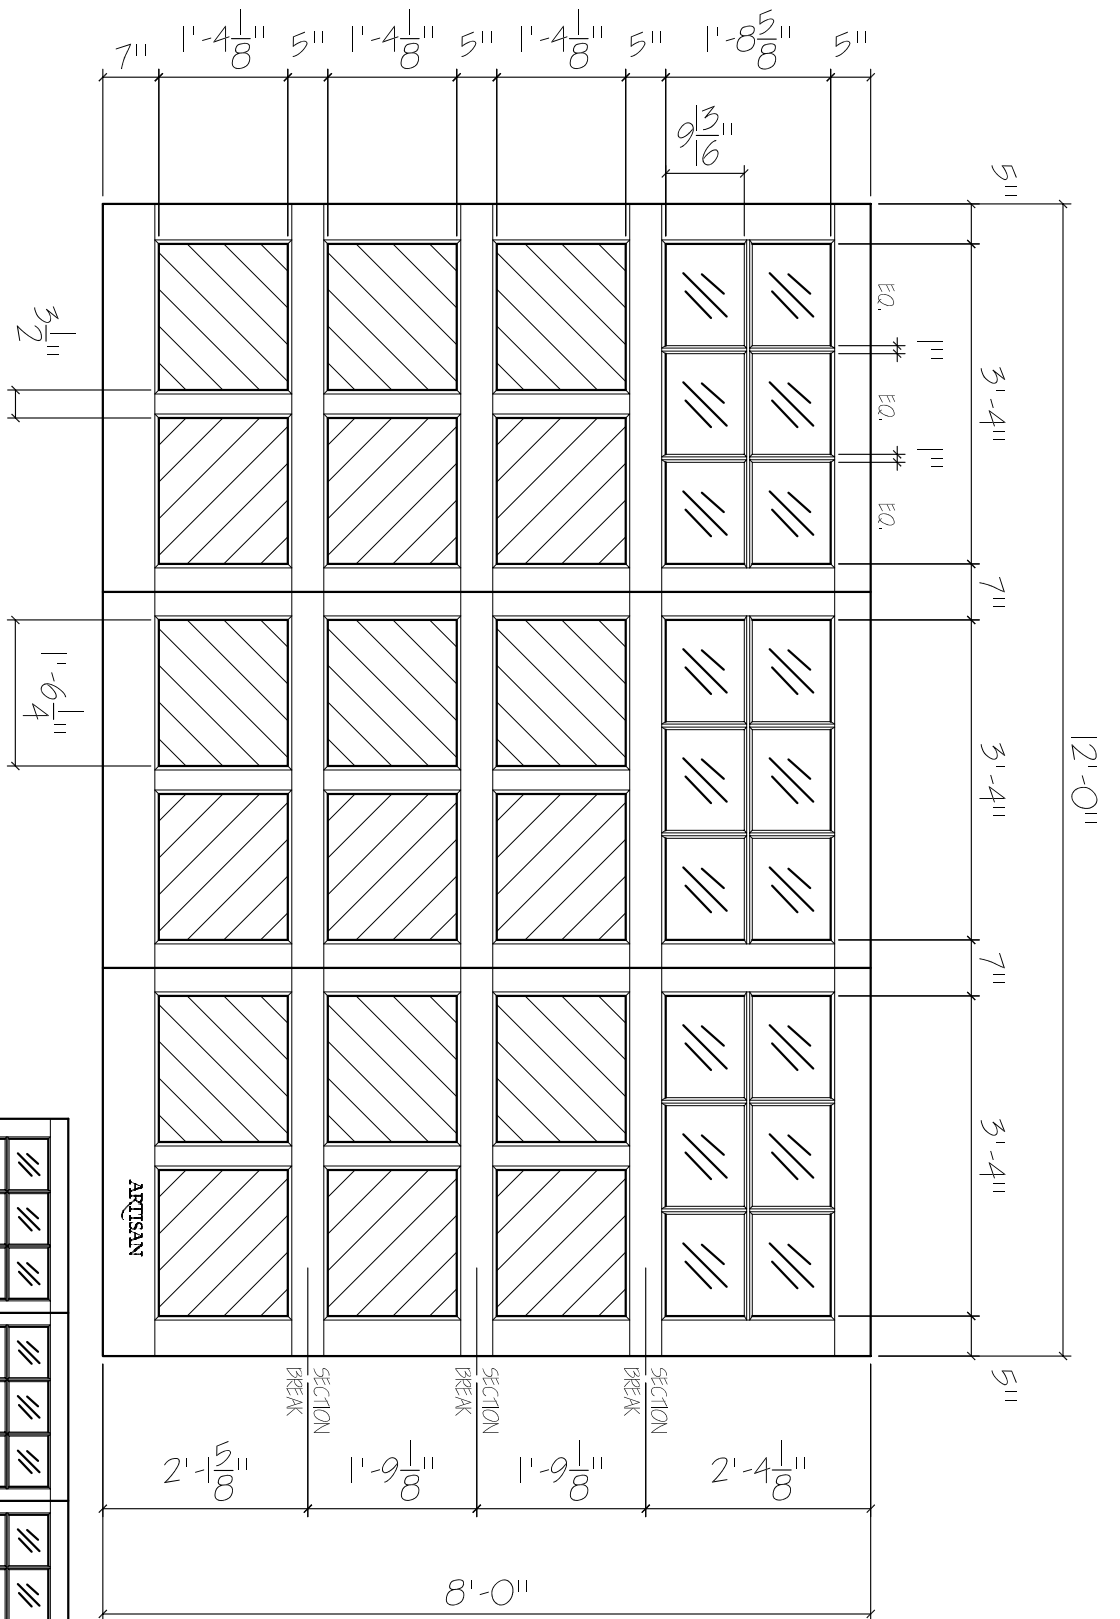 7" 1'-4 1/8" 5" 1'-4 1/8" 5" 1'-4 1/8" 5" 1'-8 5/8" 5"
9 13/16"
5" 3'-4" 7" 3'-4" 7" 3'-4" 5"
12'-0"
EQ. 1" EQ. 1" EQ.
3 1/2"
1'-6 1/4"
ARTISAN
SECTION
BREAK
SECTION
BREAK
SECTION
BREAK
2'-1 5/8" 1'-9 1/8" 1'-9 1/8" 2'-4 1/8"
8'-0"